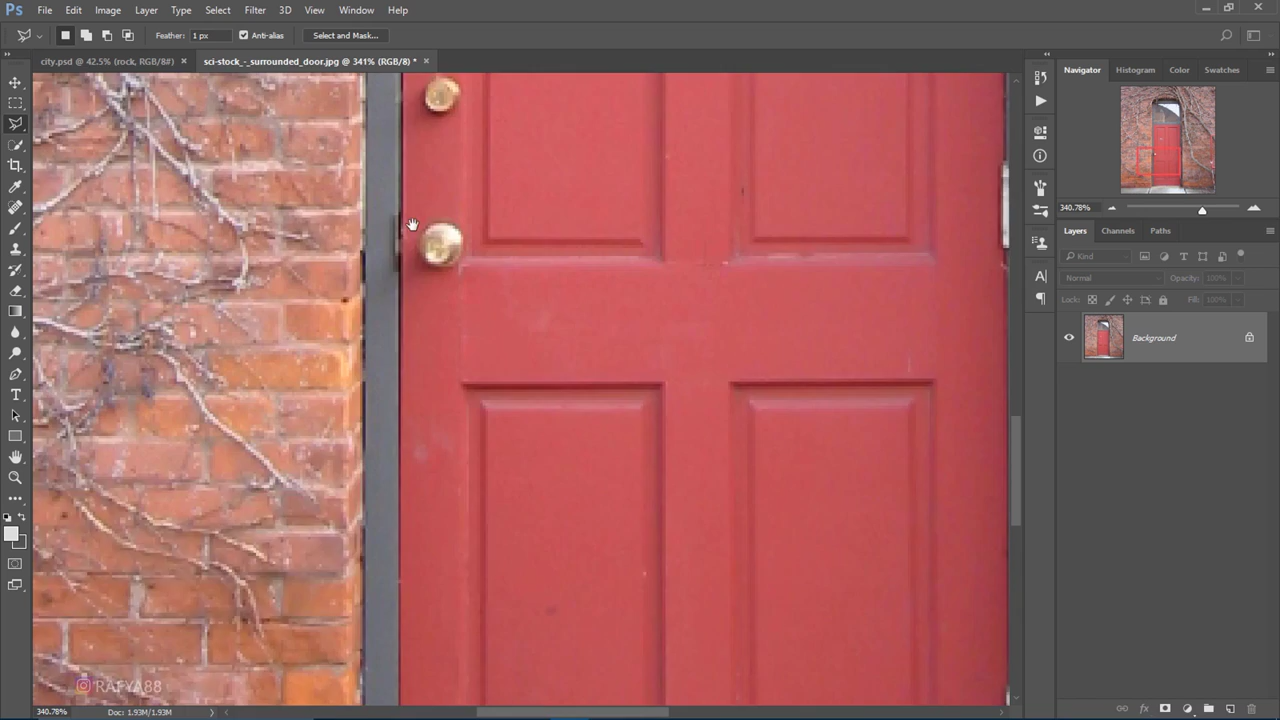 Ps File Edit Image Layer Type Select Filter 3D View Window Help
Feather: 1 px Anti-alias Select and Mask...
city.psd @ 42.5% (rock, RGB/8#) × sci-stock_-_surrounded_door.jpg @ 341% (RGB/8) * ×
Navigator Histogram Color Swatches
340.78%
Layers Channels Paths
Kind
Normal Opacity: 100%
Lock: Fill: 100%
Background
RAFYA88
340.78% Doc: 1.93M/1.93M